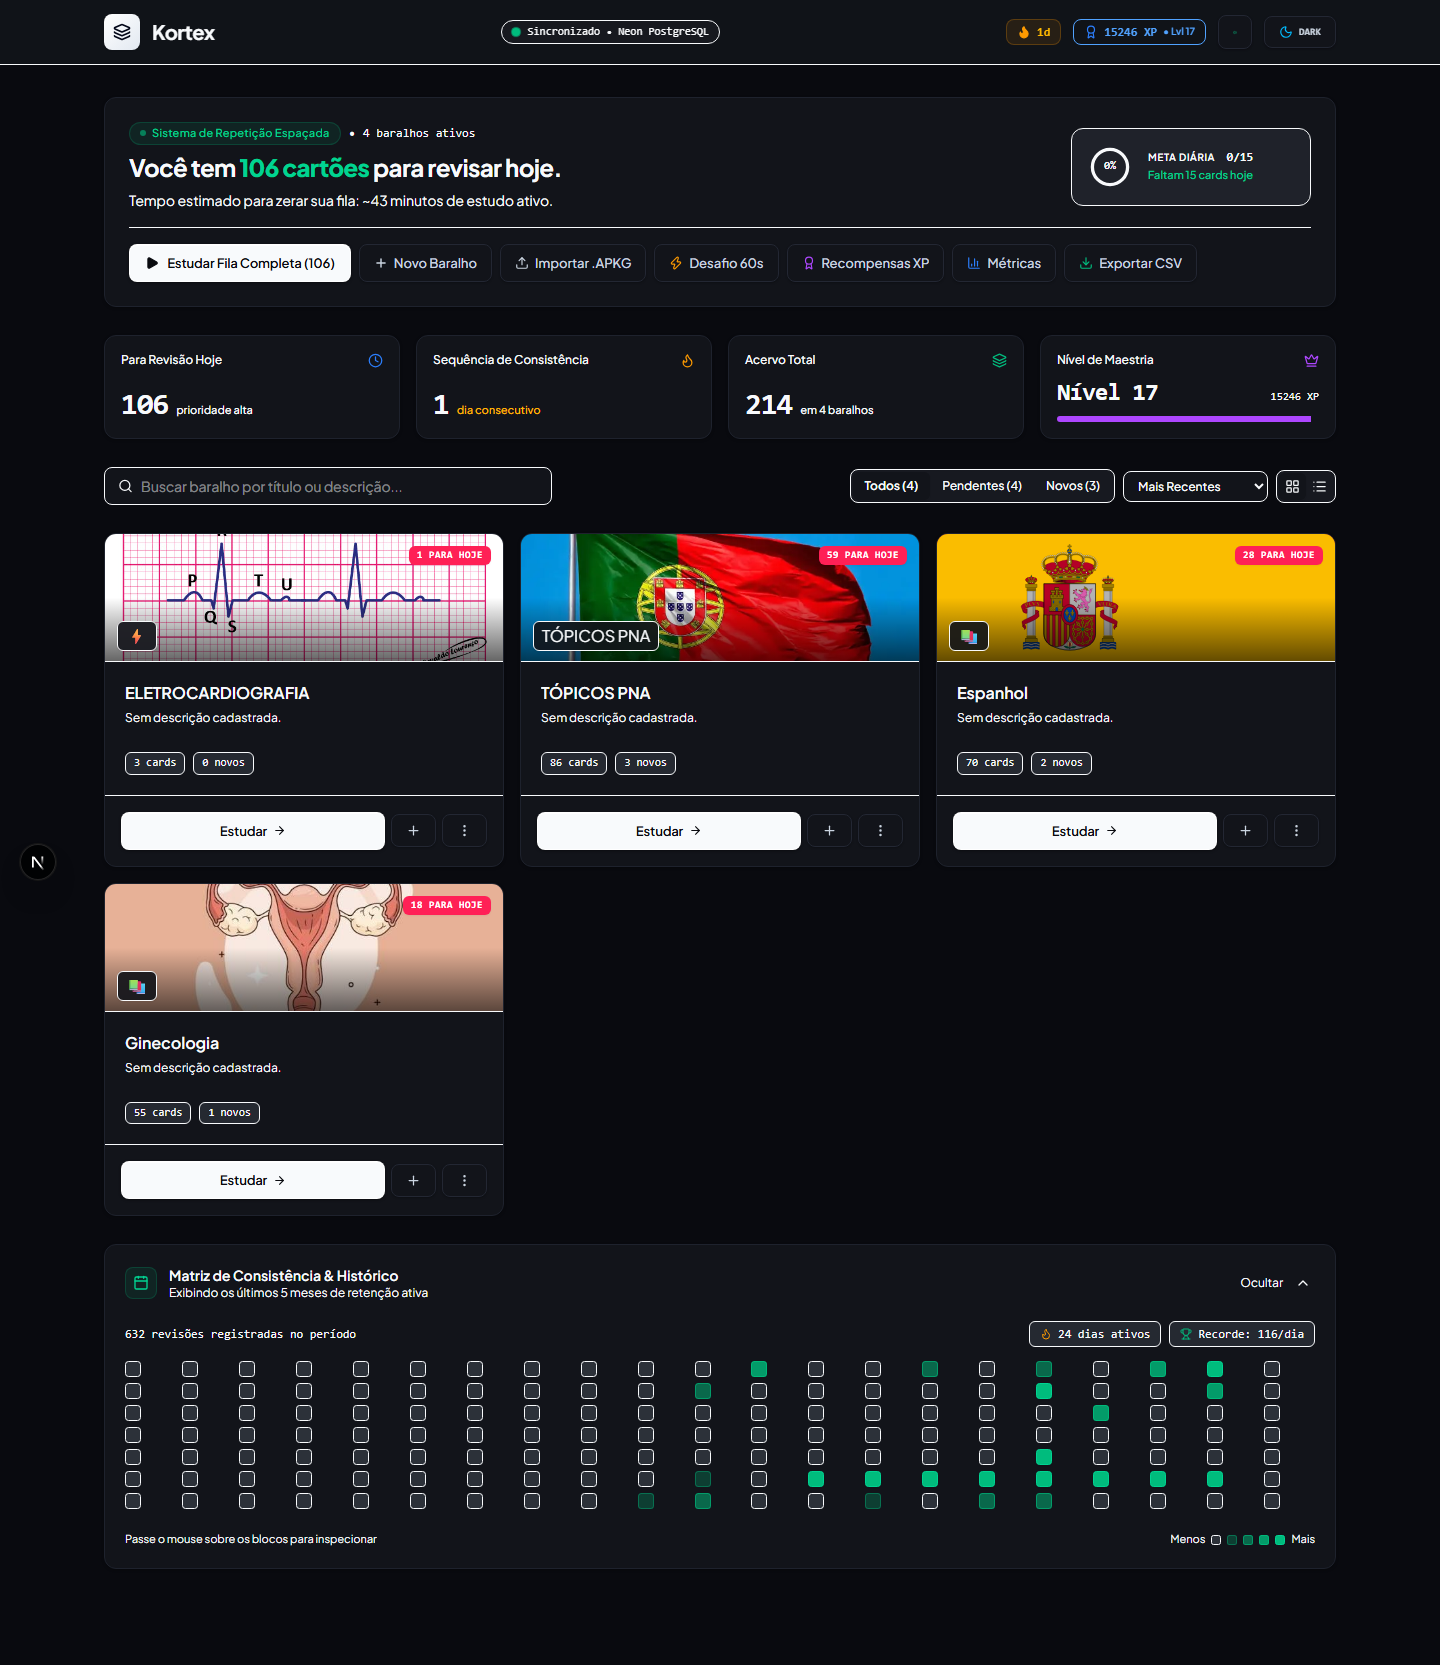 Kortex
Sincronizado • Neon PostgreSQL
1d
15246 XP • Lvl 17
DARK
Sistema de Repetição Espaçada
• 4 baralhos ativos
Você tem 106 cartões para revisar hoje.
Tempo estimado para zerar sua fila: ~43 minutos de estudo ativo.
0%
META DIÁRIA 0/15
Faltam 15 cards hoje
Estudar Fila Completa (106)
Novo Baralho
Importar .APKG
Desafio 60s
Recompensas XP
Métricas
Exportar CSV
Para Revisão Hoje
106 prioridade alta
Sequência de Consistência
1 dia consecutivo
Acervo Total
214 em 4 baralhos
Nível de Maestria
Nível 17
15246 XP
Buscar baralho por título ou descrição...
Todos (4)
Pendentes (4)
Novos (3)
Mais Recentes
1 PARA HOJE
P
T
U
Q
S
ELETROCARDIOGRAFIA
Sem descrição cadastrada.
3 cards
0 novos
Estudar →
59 PARA HOJE
TÓPICOS PNA
TÓPICOS PNA
Sem descrição cadastrada.
86 cards
3 novos
Estudar →
28 PARA HOJE
Espanhol
Sem descrição cadastrada.
70 cards
2 novos
Estudar →
18 PARA HOJE
Ginecologia
Sem descrição cadastrada.
55 cards
1 novos
Estudar →
N
Matriz de Consistência & Histórico
Exibindo os últimos 5 meses de retenção ativa
Ocultar
632 revisões registradas no período
24 dias ativos
Recorde: 116/dia
Passe o mouse sobre os blocos para inspecionar
Menos
Mais